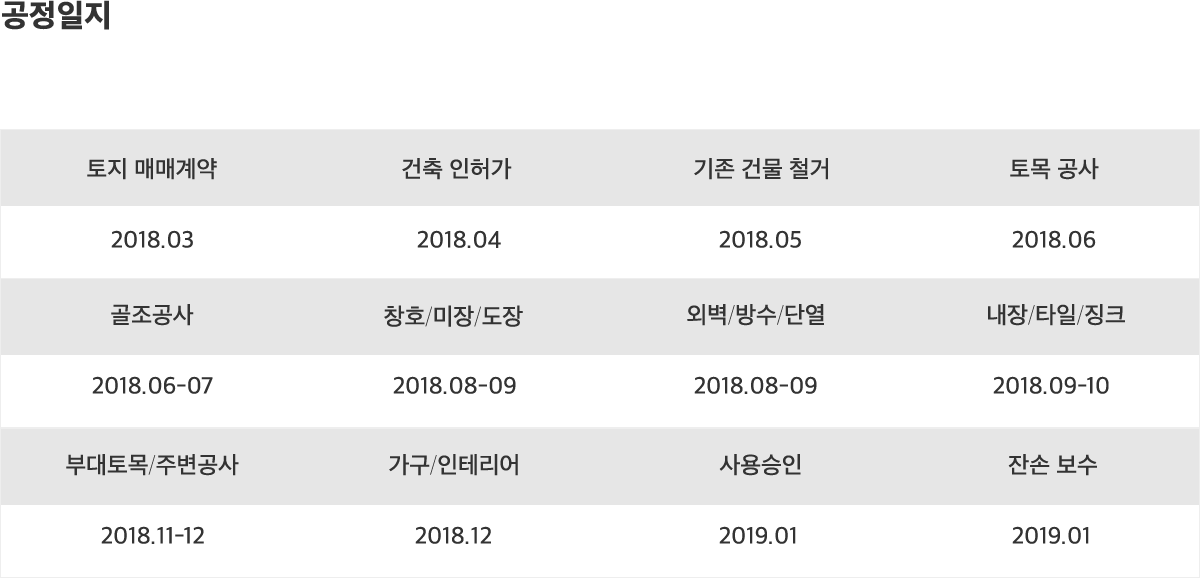 공정일지
토지 매매계약 건축 인허가 기존 건물 철거 토목 공사
2018.03 2018.04 2018.05 2018.06
골조공사 창호/미장/도장 외벽/방수/단열 내장/타일/징크
2018.06-07 2018.08-09 2018.08-09 2018.09-10
부대토목/주변공사 가구/인테리어 사용승인 잔손 보수
2018.11-12 2018.12 2019.01 2019.01